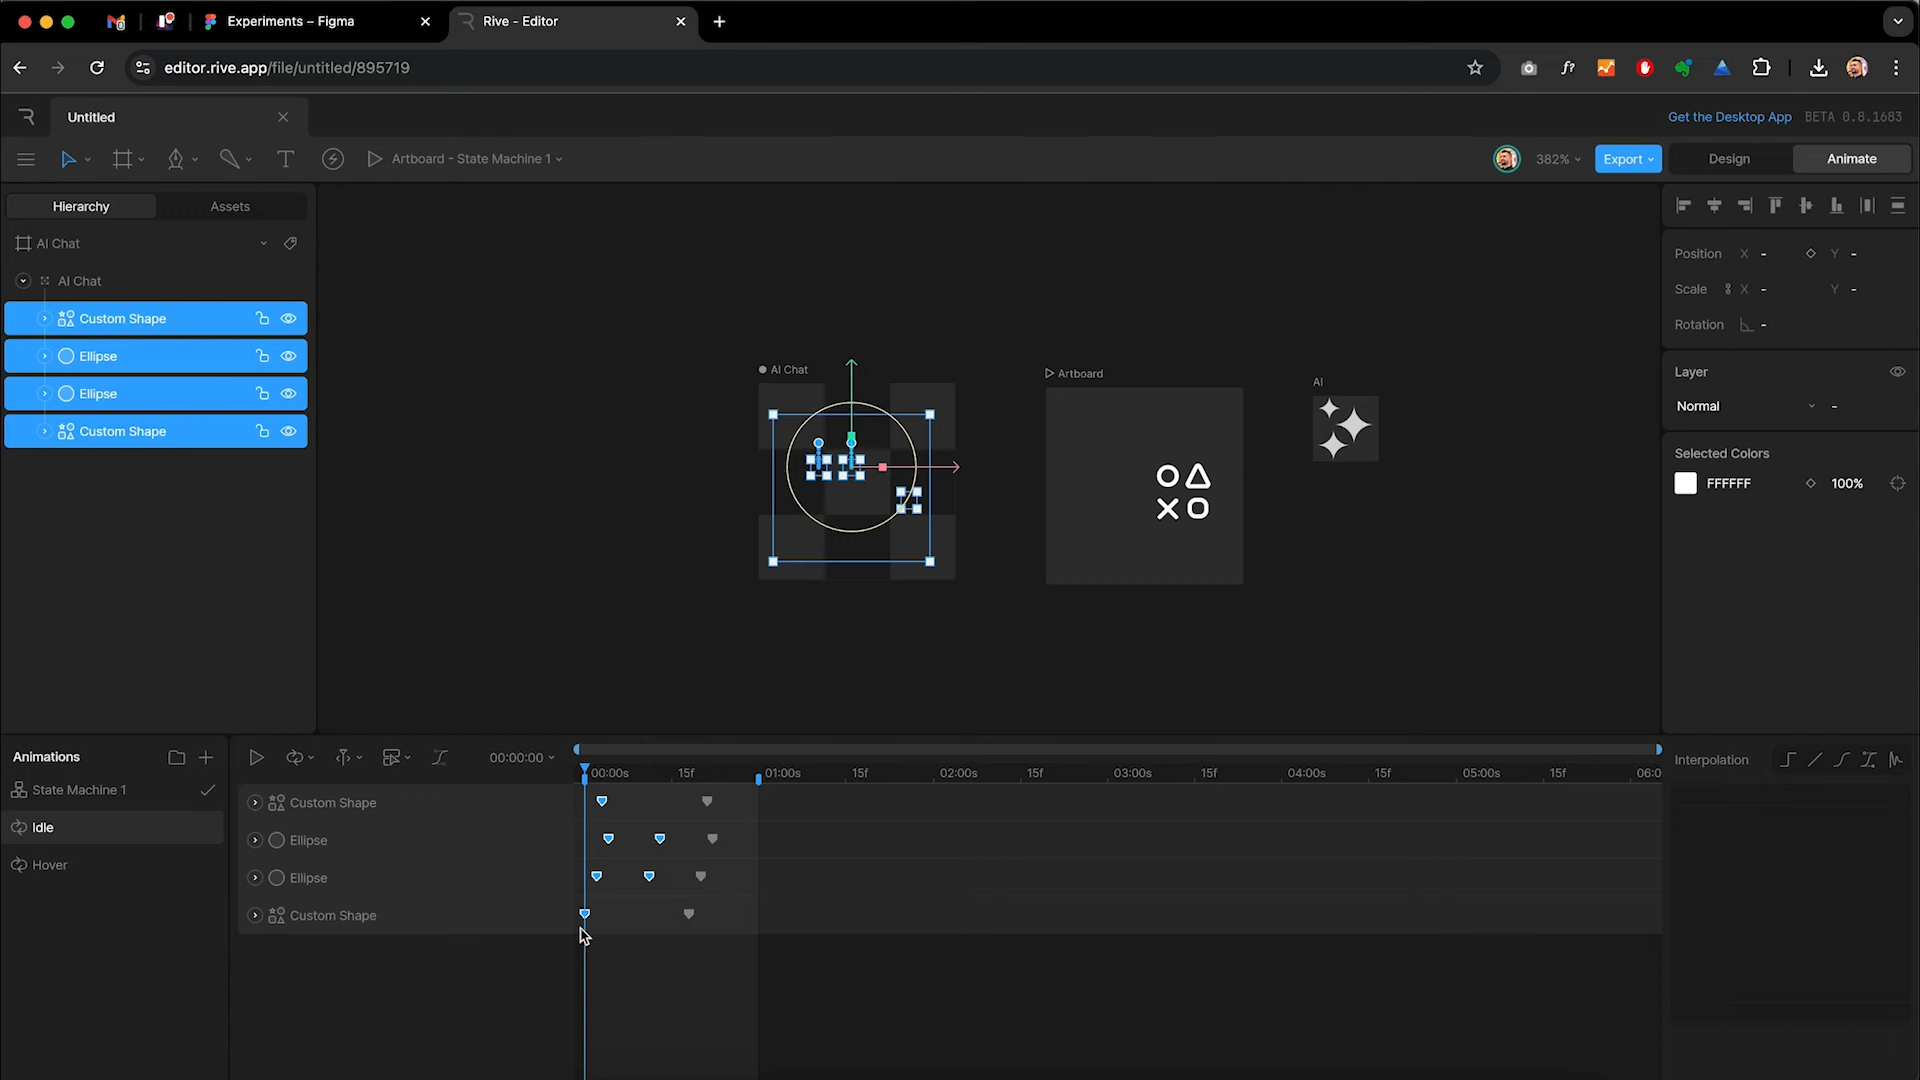 Experiments – Figma
Rive - Editor
editor.rive.app/file/untitled/895719
f?
Untitled
Get the Desktop App
BETA 0.8.1683
Artboard - State Machine 1
382%
Export
Design
Animate
Hierarchy
Assets
AI Chat
AI Chat
Custom Shape
Ellipse
Ellipse
Custom Shape
AI Chat
Artboard
AI
Position X - Y -
Scale X - Y -
Rotation -
Layer
Normal -
Selected Colors
FFFFFF 100%
Animations
State Machine 1
Idle
Hover
00:00:00
00:00s 15f 01:00s 15f 02:00s 15f 03:00s 15f 04:00s 15f 05:00s 15f 06:0
Custom Shape
Ellipse
Ellipse
Custom Shape
Interpolation